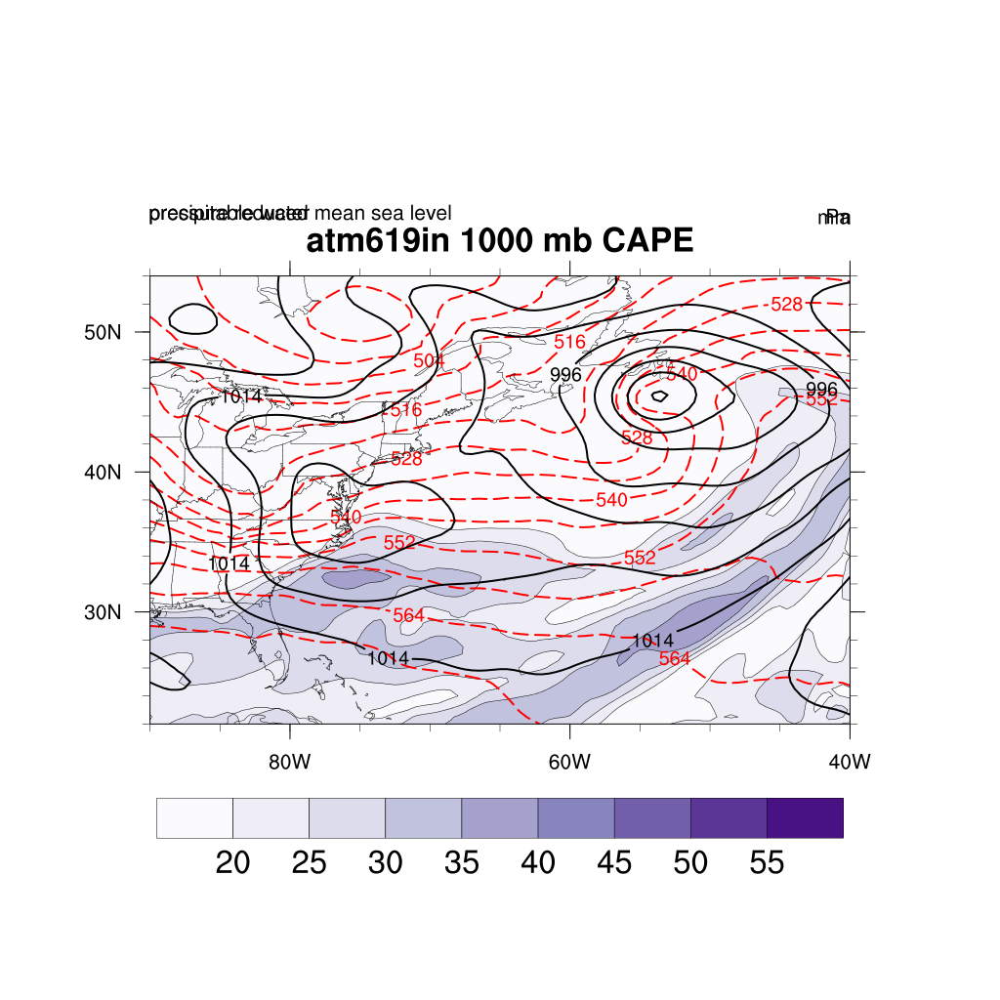 precipitable water
pressure reduced mean sea level
mm
Pa
atm619in 1000 mb CAPE
528
50N
516
504
996
540
996
1014
552
516
528
528
40N
540
540
552
552
1014
30N
564
1014
1014
564
80W 60W 40W
20 25 30 35 40 45 50 55